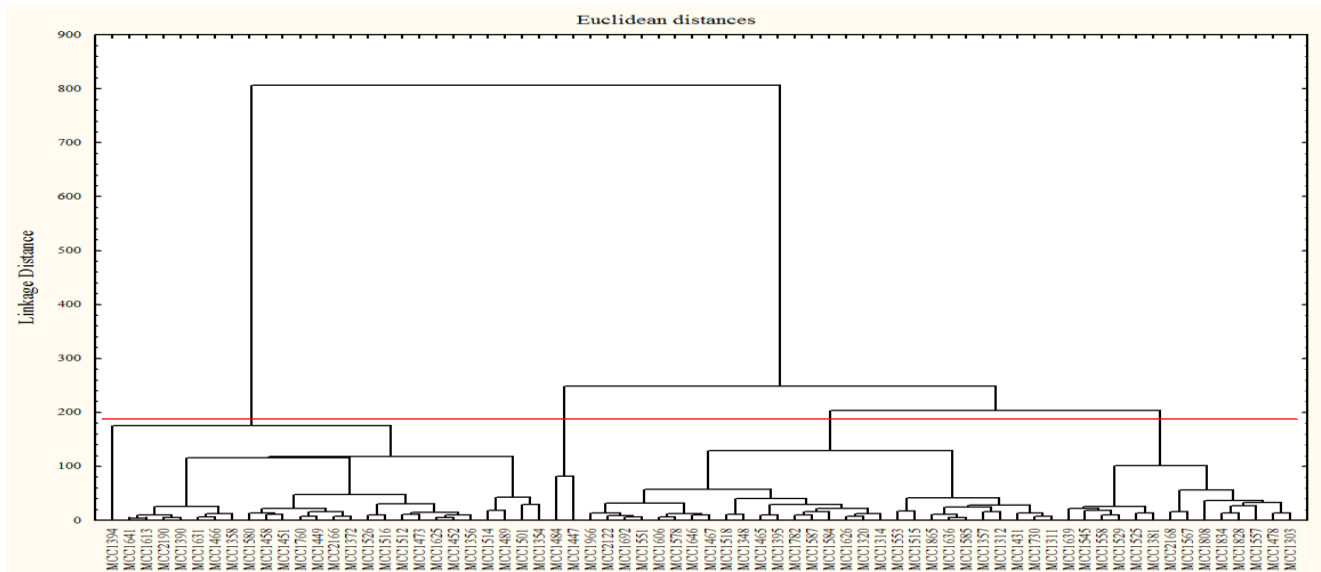 Euclidean distances
900
800
700
600
500
400
300
200
100
0
Linkage Distance
MCC1394
MCC1641
MCC1613
MCC2190
MCC1390
MCC1631
MCC1466
MCC1358
MCC1580
MCC1458
MCC1451
MCC1760
MCC1449
MCC2166
MCC1372
MCC1526
MCC1516
MCC1512
MCC1473
MCC1625
MCC1452
MCC1356
MCC1514
MCC1489
MCC1501
MCC1354
MCC1484
MCC1447
MCC1966
MCC2122
MCC1692
MCC1551
MCC1606
MCC1578
MCC1646
MCC1467
MCC1518
MCC1348
MCC1465
MCC1395
MCC1782
MCC1587
MCC1584
MCC1626
MCC1320
MCC1314
MCC1553
MCC1515
MCC1865
MCC1636
MCC1585
MCC1357
MCC1312
MCC1431
MCC1730
MCC1311
MCC1639
MCC1545
MCC1558
MCC1529
MCC1525
MCC1381
MCC2168
MCC1567
MCC1808
MCC1834
MCC1828
MCC1557
MCC1478
MCC1303